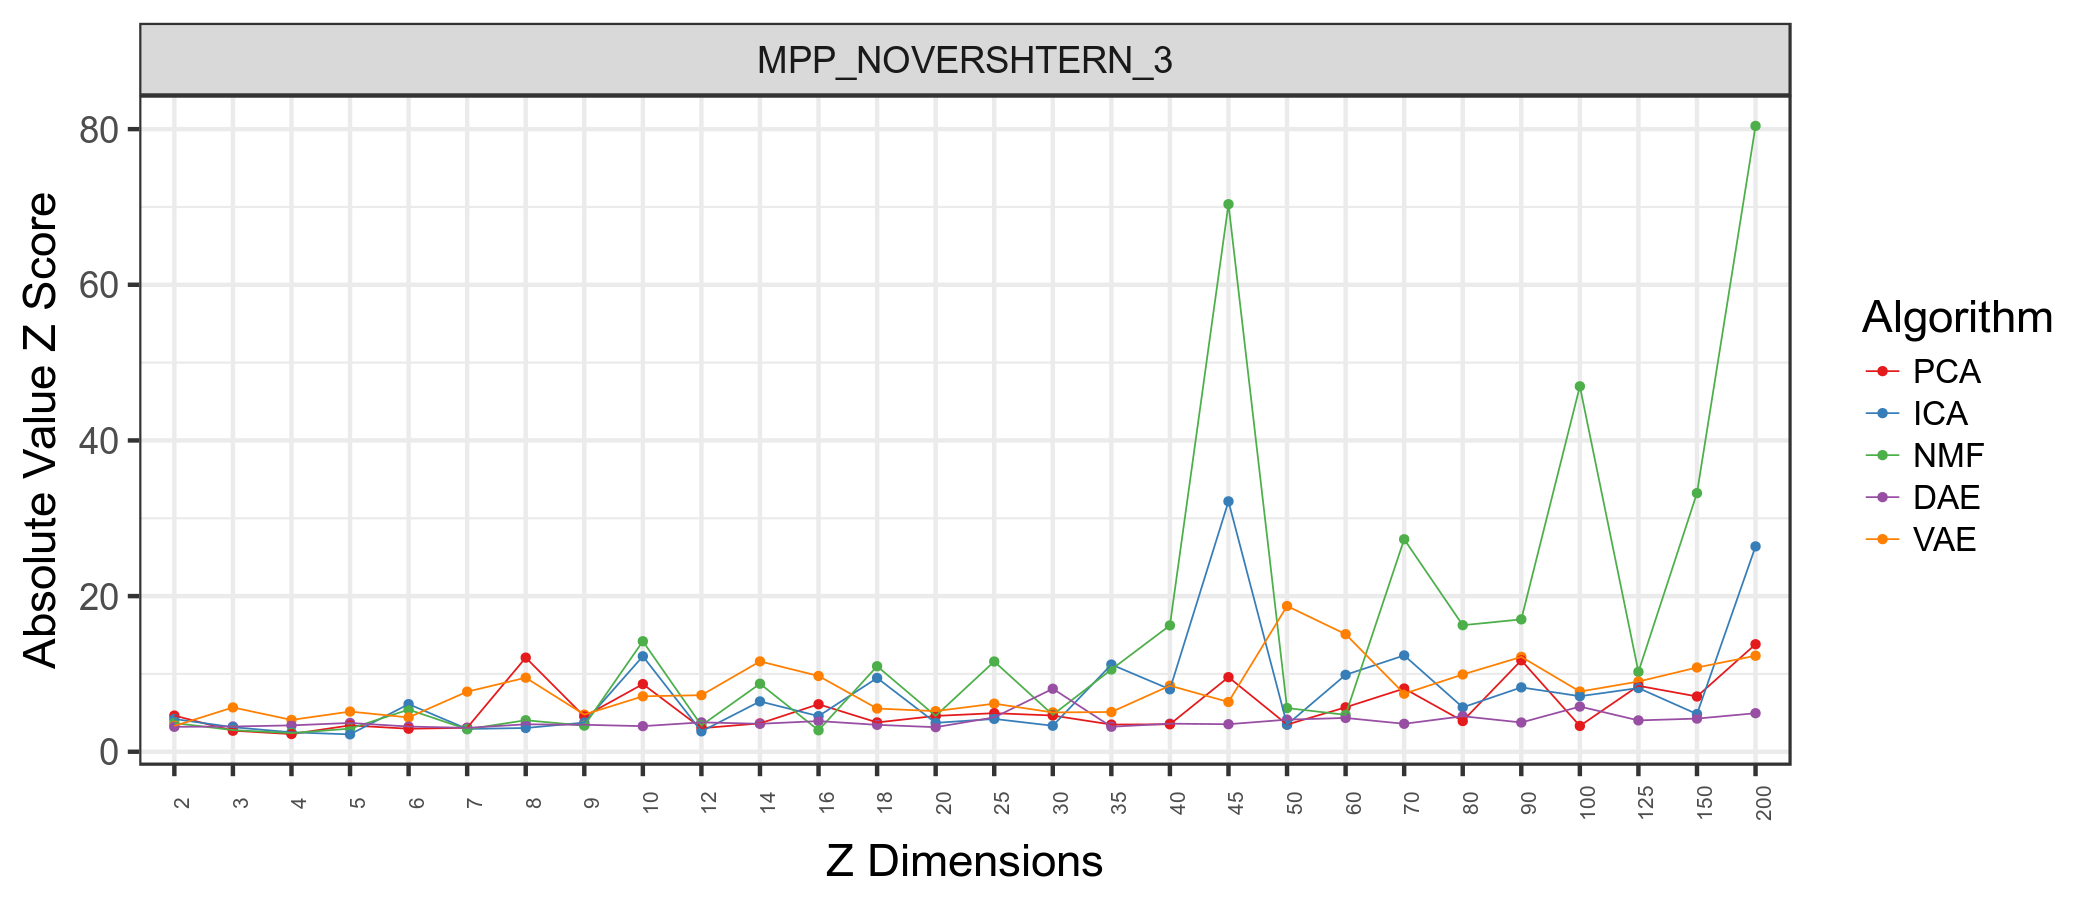 MPP_NOVERSHTERN_3
Absolute Value Z Score
80
60
40
20
0
2 3 4 5 6 7 8 9 10 12 14 16 18 20 25 30 35 40 45 50 60 70 80 90 100 125 150 200
Z Dimensions
Algorithm
PCA
ICA
NMF
DAE
VAE